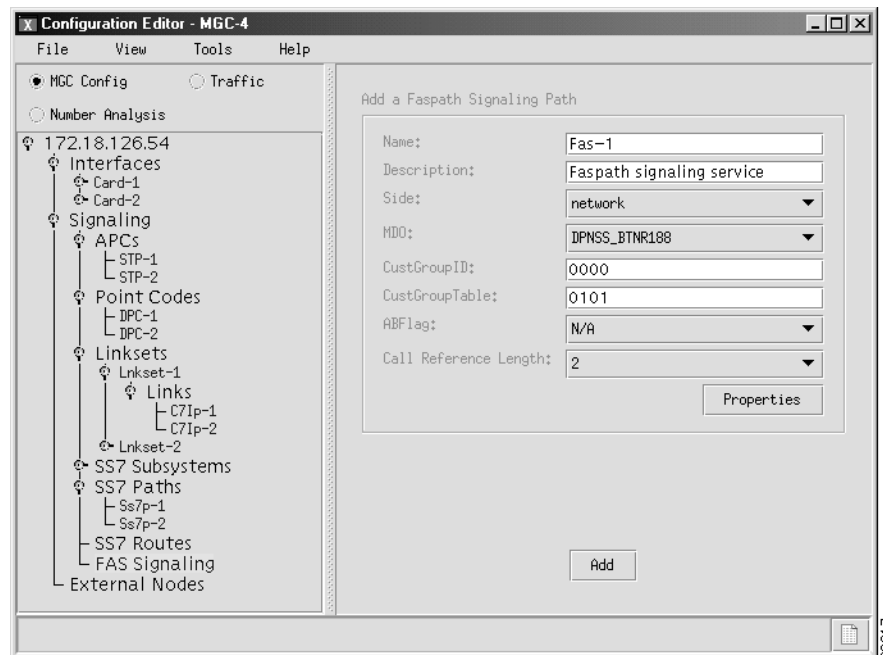 Configuration Editor - MGC-4
File View Tools Help
MGC Config Traffic
Number Analysis
172.18.126.54
Interfaces
Card-1
Card-2
Signaling
APCs
STP-1
STP-2
Point Codes
DPC-1
DPC-2
Linksets
Lnkset-1
Links
C7Ip-1
C7Ip-2
Lnkset-2
SS7 Subsystems
SS7 Paths
Ss7p-1
Ss7p-2
SS7 Routes
FAS Signaling
External Nodes
Add a Faspath Signaling Path
Name: Fas-1
Description: Faspath signaling service
Side: network
MDO: DPNSS_BTNR188
CustGroupID: 0000
CustGroupTable: 0101
ABFlag: N/A
Call Reference Length: 2
Properties
Add